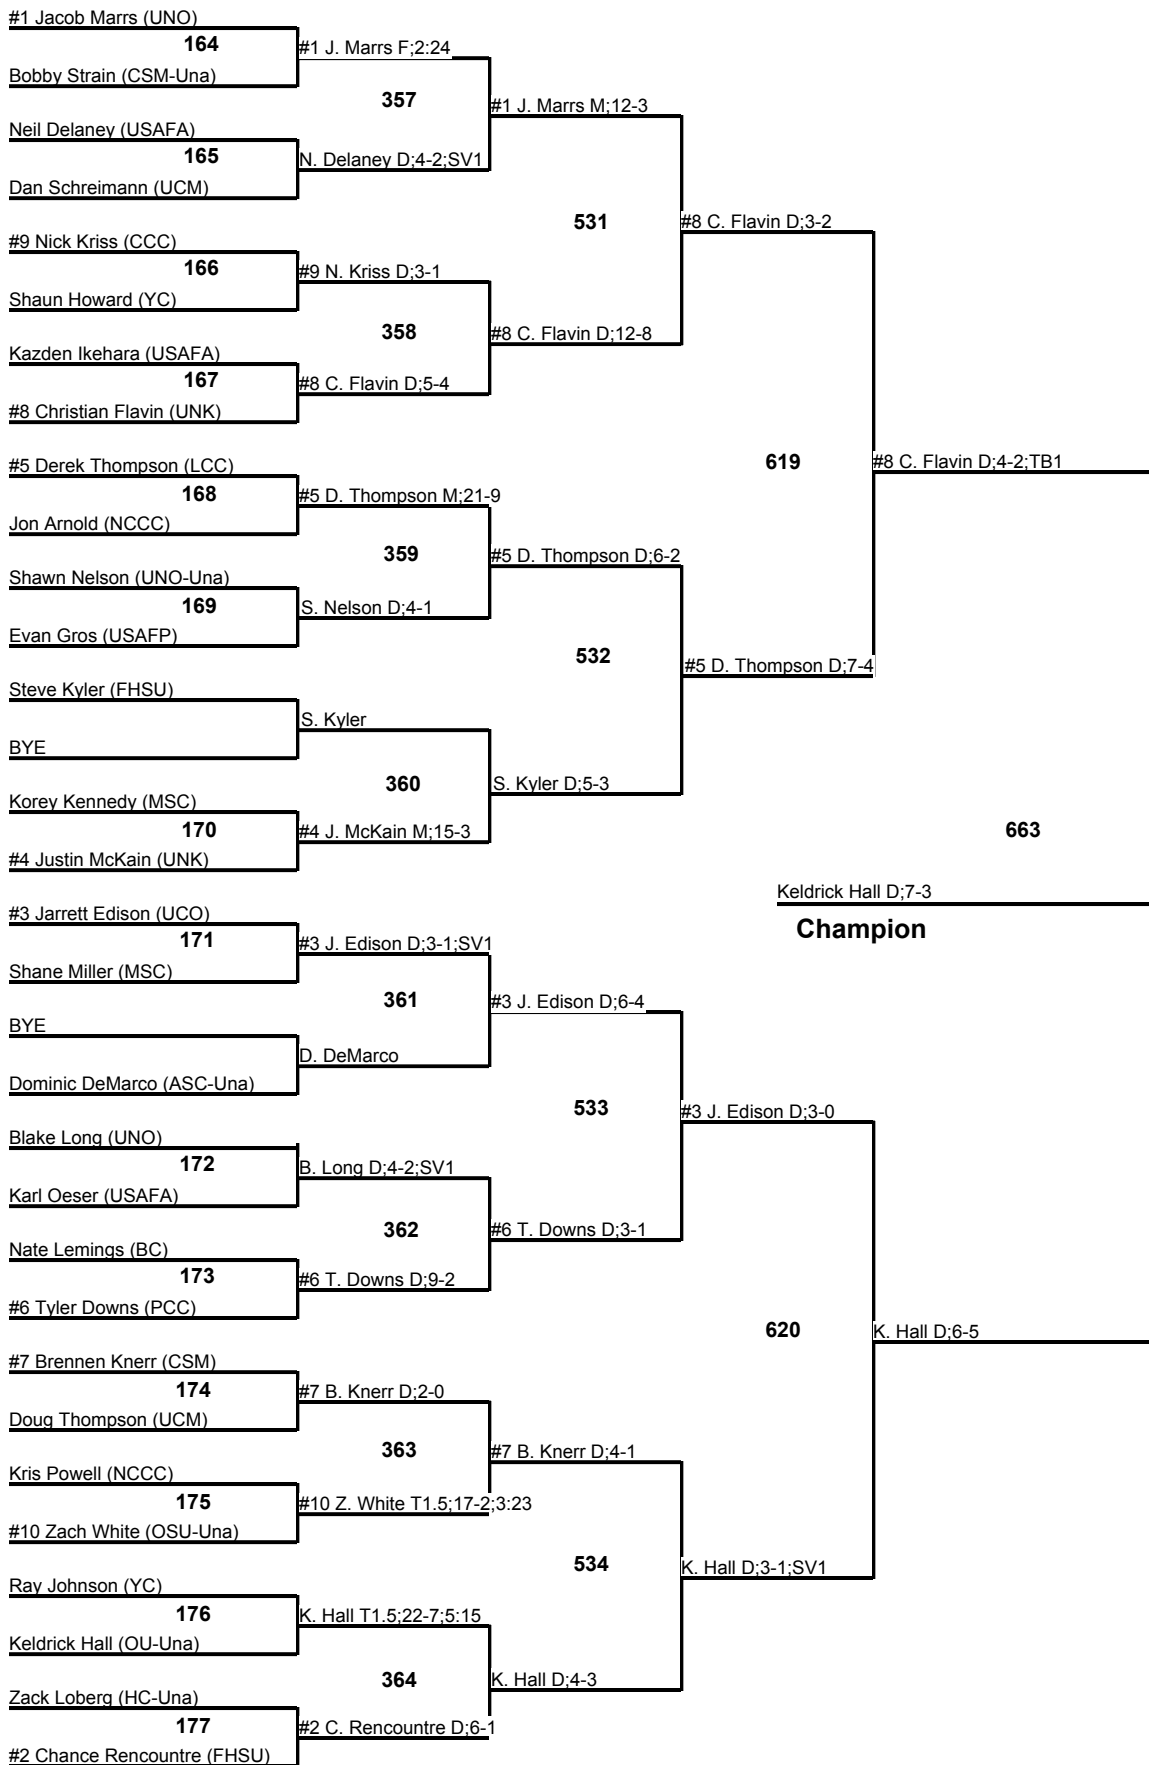 #1 Jacob Marrs (UNO)
164
#1 J. Marrs F;2:24
Bobby Strain (CSM-Una)
357
#1 J. Marrs M;12-3
Neil Delaney (USAFA)
165
N. Delaney D;4-2;SV1
Dan Schreimann (UCM)
531
#8 C. Flavin D;3-2
#9 Nick Kriss (CCC)
166
#9 N. Kriss D;3-1
Shaun Howard (YC)
358
#8 C. Flavin D;12-8
Kazden Ikehara (USAFA)
167
#8 C. Flavin D;5-4
#8 Christian Flavin (UNK)
619
#8 C. Flavin D;4-2;TB1
#5 Derek Thompson (LCC)
168
#5 D. Thompson M;21-9
Jon Arnold (NCCC)
359
#5 D. Thompson D;6-2
Shawn Nelson (UNO-Una)
169
S. Nelson D;4-1
Evan Gros (USAFP)
532
#5 D. Thompson D;7-4
Steve Kyler (FHSU)
S. Kyler
BYE
360
S. Kyler D;5-3
Korey Kennedy (MSC)
170
#4 J. McKain M;15-3
#4 Justin McKain (UNK)
663
Keldrick Hall D;7-3
Champion
#3 Jarrett Edison (UCO)
171
#3 J. Edison D;3-1;SV1
Shane Miller (MSC)
361
#3 J. Edison D;6-4
BYE
D. DeMarco
Dominic DeMarco (ASC-Una)
533
#3 J. Edison D;3-0
Blake Long (UNO)
172
B. Long D;4-2;SV1
Karl Oeser (USAFA)
362
#6 T. Downs D;3-1
Nate Lemings (BC)
173
#6 T. Downs D;9-2
#6 Tyler Downs (PCC)
620
K. Hall D;6-5
#7 Brennen Knerr (CSM)
174
#7 B. Knerr D;2-0
Doug Thompson (UCM)
363
#7 B. Knerr D;4-1
Kris Powell (NCCC)
175
#10 Z. White T1.5;17-2;3:23
#10 Zach White (OSU-Una)
534
K. Hall D;3-1;SV1
Ray Johnson (YC)
176
K. Hall T1.5;22-7;5:15
Keldrick Hall (OU-Una)
364
K. Hall D;4-3
Zack Loberg (HC-Una)
177
#2 C. Rencountre D;6-1
#2 Chance Rencountre (FHSU)